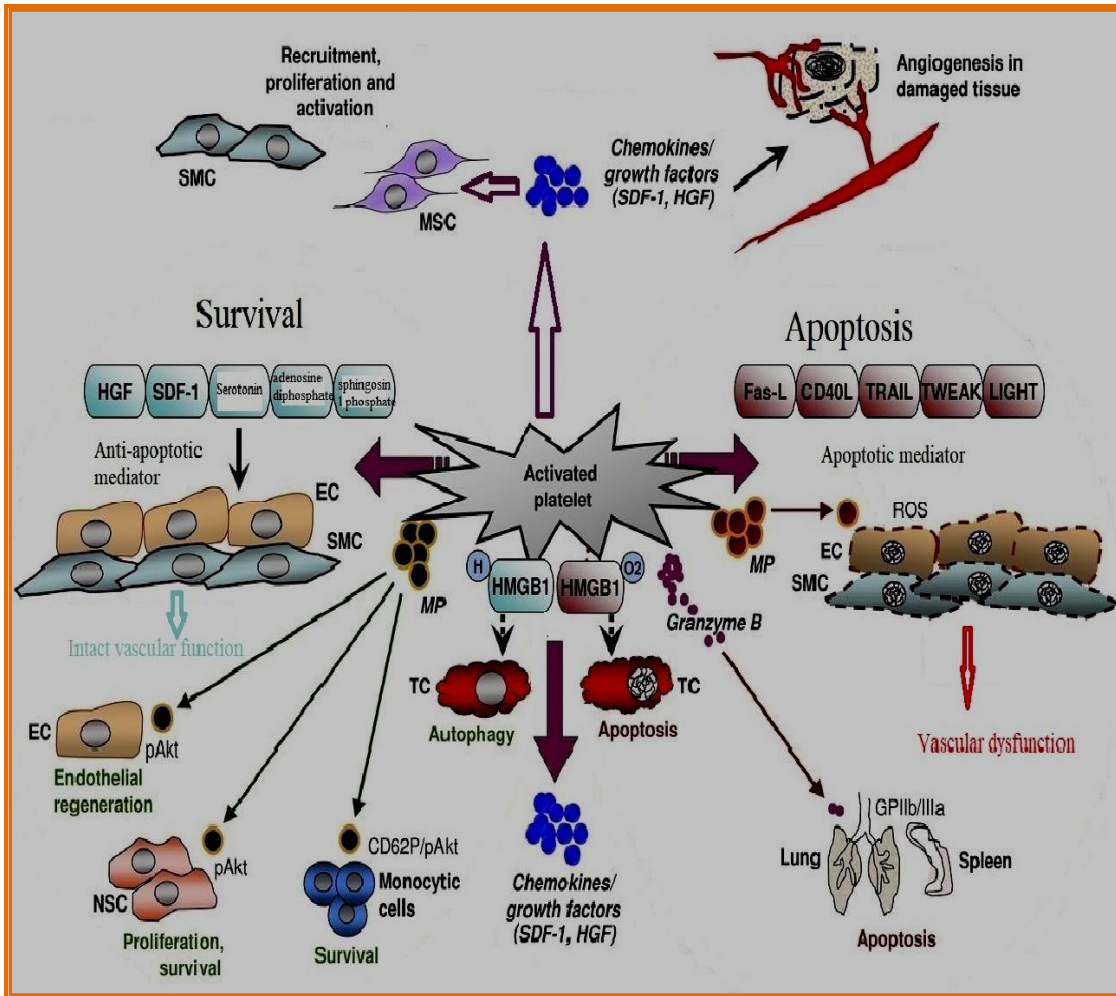 Recruitment,
proliferation and
activation
SMC
MSC
Chemokines/
growth factors
(SDF-1, HGF)
Angiogenesis in
damaged tissue
Survival
HGF
SDF-1
Serotonin
adenosine
diphosphate
sphingosin
1 phosphate
Anti-apoptotic
mediator
EC
SMC
Intact vascular function
Apoptosis
Fas-L
CD40L
TRAIL
TWEAK
LIGHT
Apoptotic mediator
Activated
platelet
MP
H
HMGB1
HMGB1
O2
Granzyme B
MP
ROS
EC
SMC
Vascular dysfunction
TC
Autophagy
TC
Apoptosis
EC
pAkt
Endothelial
regeneration
NSC
pAkt
Proliferation,
survival
CD62P/pAkt
Monocytic
cells
Survival
Chemokines/
growth factors
(SDF-1, HGF)
GPIIb/IIIa
Lung
Spleen
Apoptosis